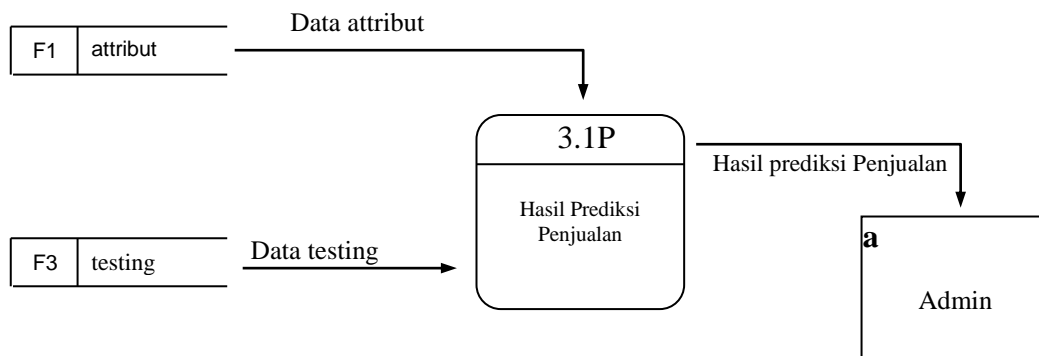 Data attribut
F1 attribut
3.1P
Hasil prediksi Penjualan
Hasil Prediksi
Penjualan
a
Data testing
F3 testing
Admin